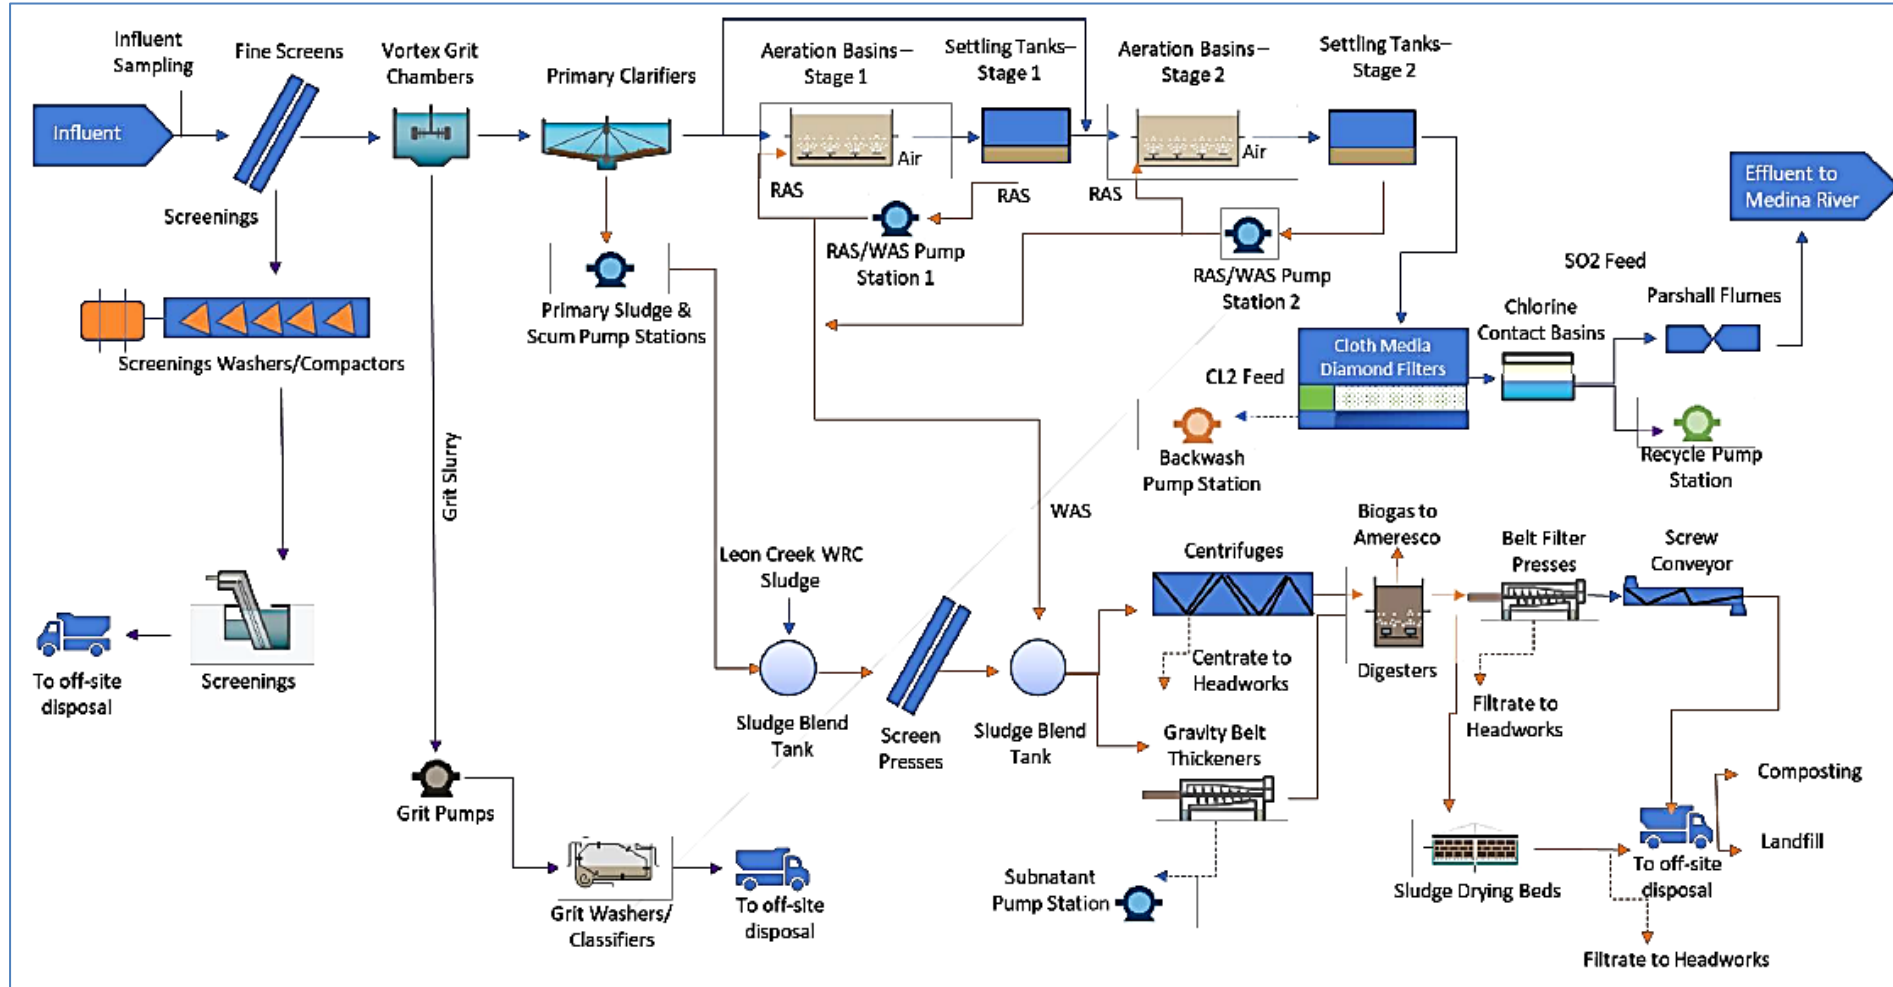 Influent
Sampling
Fine Screens
Vortex Grit
Chambers
Primary Clarifiers
Aeration Basins—
Stage 1
Settling Tanks—
Stage 1
Aeration Basins—
Stage 2
Settling Tanks—
Stage 2
Influent
Air
Air
RAS
RAS
RAS
Effluent to
Medina River
Screenings
RAS/WAS Pump
Station 1
RAS/WAS Pump
Station 2
SO2 Feed
Parshall Flumes
Chlorine
Contact Basins
Primary Sludge &
Scum Pump Stations
Screenings Washers/Compactors
Cloth Media
Diamond Filters
CL2 Feed
Backwash
Pump Station
Recycle Pump
Station
Grit Slurry
WAS
Leon Creek WRC
Sludge
Centrifuges
Biogas to
Ameresco
Belt Filter
Presses
Screw
Conveyor
To off-site
disposal
Screenings
Sludge Blend
Tank
Screen
Presses
Sludge Blend
Tank
Centrate to
Headworks
Digesters
Filtrate to
Headworks
Gravity Belt
Thickeners
Composting
Landfill
Grit Pumps
Grit Washers/
Classifiers
To off-site
disposal
Subnatant
Pump Station
Sludge Drying Beds
To off-site
disposal
Filtrate to Headworks